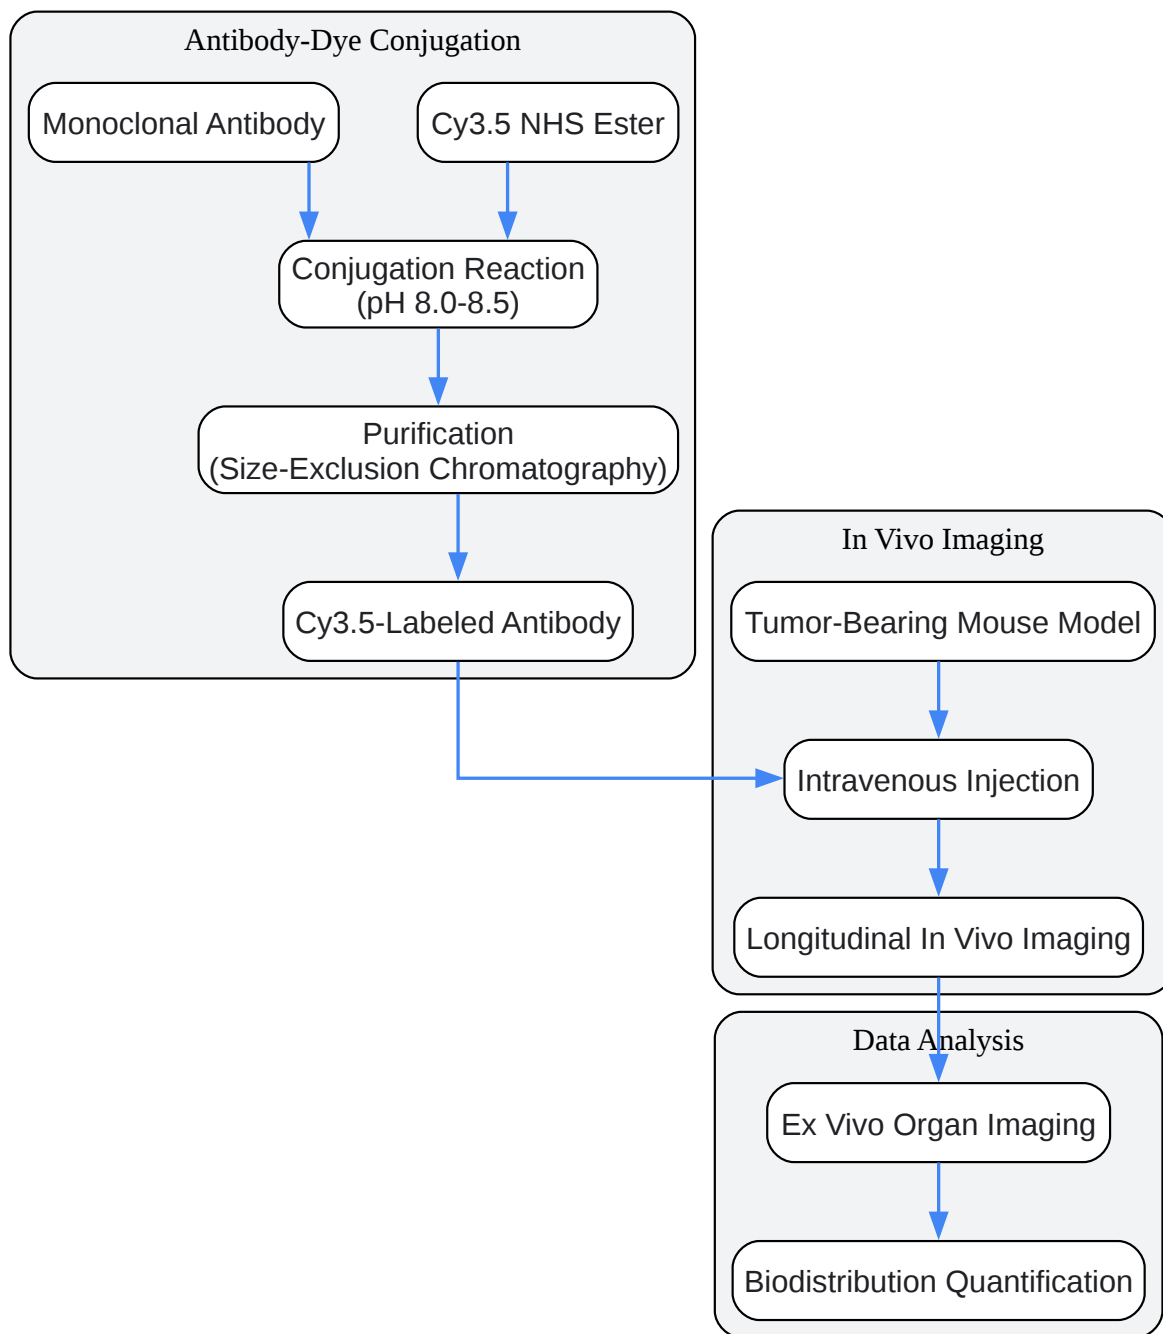 Antibody-Dye Conjugation
Monoclonal Antibody
Cy3.5 NHS Ester
Conjugation Reaction
(pH 8.0-8.5)
Purification
(Size-Exclusion Chromatography)
Cy3.5-Labeled Antibody
In Vivo Imaging
Tumor-Bearing Mouse Model
Intravenous Injection
Longitudinal In Vivo Imaging
Data Analysis
Ex Vivo Organ Imaging
Biodistribution Quantification